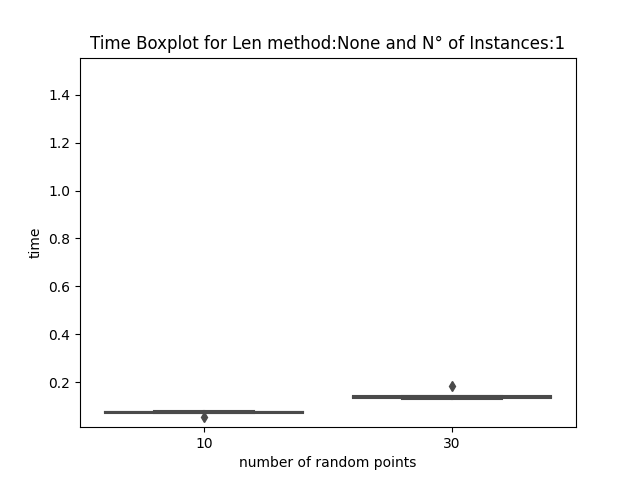 Time Boxplot for Len method:None and N° of Instances:1
1.4
1.2
1.0
0.8
0.6
0.4
0.2
time
10 30
number of random points